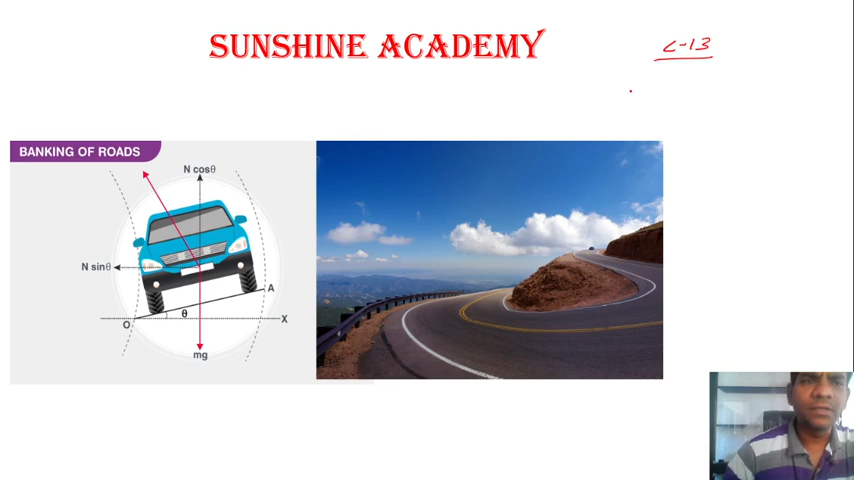 SUNSHINE ACADEMY
C-13
BANKING OF ROADS
N cosθ
N sinθ
A
θ
O
X
mg